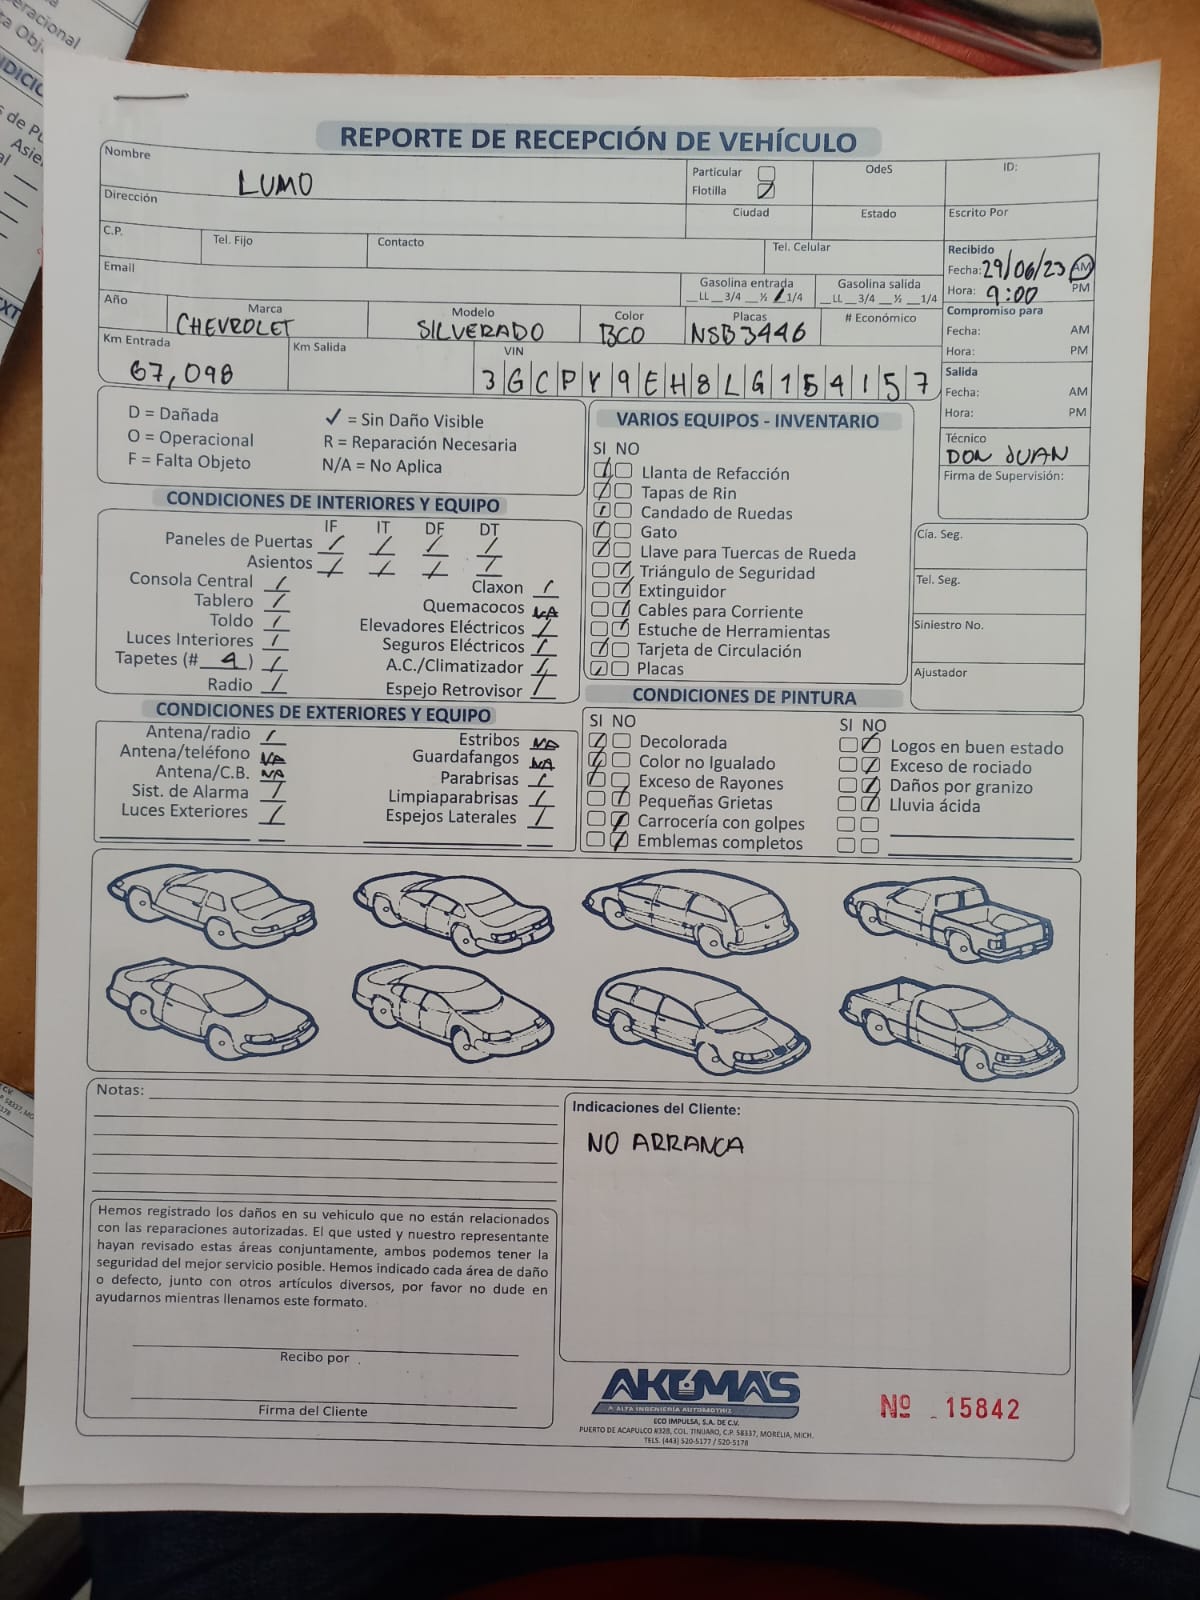 REPORTE DE RECEPCIÓN DE VEHÍCULO
Nombre
LUMO
Particular
Flotilla
OdeS
ID:
Dirección
Ciudad
Estado
Escrito Por
C.P.
Tel. Fijo
Contacto
Tel. Celular
Recibido
Fecha: 29/06/23 AM
Hora: 9:00 PM
Email
Gasolina entrada
__LL __3/4 __½ __1/4
Gasolina salida
__LL __3/4 __½ __1/4
Año
Marca
CHEVROLET
Modelo
SILVERADO
Color
BCO
Placas
NSB3446
# Económico
Compromiso para
Fecha: AM
Hora: PM
Km Entrada
67,098
Km Salida
VIN
3GCPY9EH8LG154157
Salida
Fecha: AM
Hora: PM
Técnico
DON JUAN
Firma de Supervisión:
D = Dañada
✓ = Sin Daño Visible
O = Operacional
R = Reparación Necesaria
F = Falta Objeto
N/A = No Aplica
VARIOS EQUIPOS - INVENTARIO
SI NO
Llanta de Refacción
Tapas de Rin
Candado de Ruedas
Gato
Llave para Tuercas de Rueda
Triángulo de Seguridad
Extinguidor
Cables para Corriente
Estuche de Herramientas
Tarjeta de Circulación
Placas
Cía. Seg.
Tel. Seg.
Siniestro No.
Ajustador
CONDICIONES DE INTERIORES Y EQUIPO
IF IT DF DT
Paneles de Puertas
Asientos
Consola Central
Claxon
Tablero
Quemacocos NA
Toldo
Elevadores Eléctricos
Luces Interiores
Seguros Eléctricos
Tapetes (# 4 )
A.C./Climatizador
Radio
Espejo Retrovisor
CONDICIONES DE EXTERIORES Y EQUIPO
Antena/radio
Estribos NA
Antena/teléfono NA
Guardafangos NA
Antena/C.B. NA
Parabrisas
Sist. de Alarma
Limpiaparabrisas
Luces Exteriores
Espejos Laterales
CONDICIONES DE PINTURA
SI NO
SI NO
Decolorada
Logos en buen estado
Color no Igualado
Exceso de rociado
Exceso de Rayones
Daños por granizo
Pequeñas Grietas
Lluvia ácida
Carrocería con golpes
Emblemas completos
Notas:
Indicaciones del Cliente:
NO ARRANCA
Hemos registrado los daños en su vehiculo que no están relacionados
con las reparaciones autorizadas. El que usted y nuestro representante
hayan revisado estas áreas conjuntamente, ambos podemos tener la
seguridad del mejor servicio posible. Hemos indicado cada área de daño
o defecto, junto con otros artículos diversos, por favor no dude en
ayudarnos mientras llenamos este formato.
Recibo por
Firma del Cliente
AKUMA'S
A ALTA INGENIERÍA AUTOMOTRIZ
ECO IMPULSA, S.A. DE C.V.
PUERTO DE ACAPULCO #328, COL. TINIJARO, C.P. 58337, MORELIA, MICH.
TELS. (443) 520-5177 / 520-5178
Nº 15842